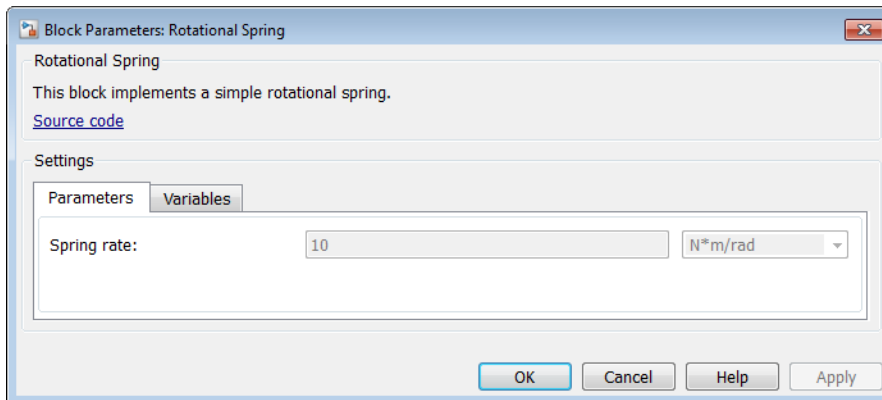 Block Parameters: Rotational Spring
Rotational Spring
This block implements a simple rotational spring.
Source code
Settings
Parameters Variables
Spring rate: 10 N*m/rad
OK Cancel Help Apply